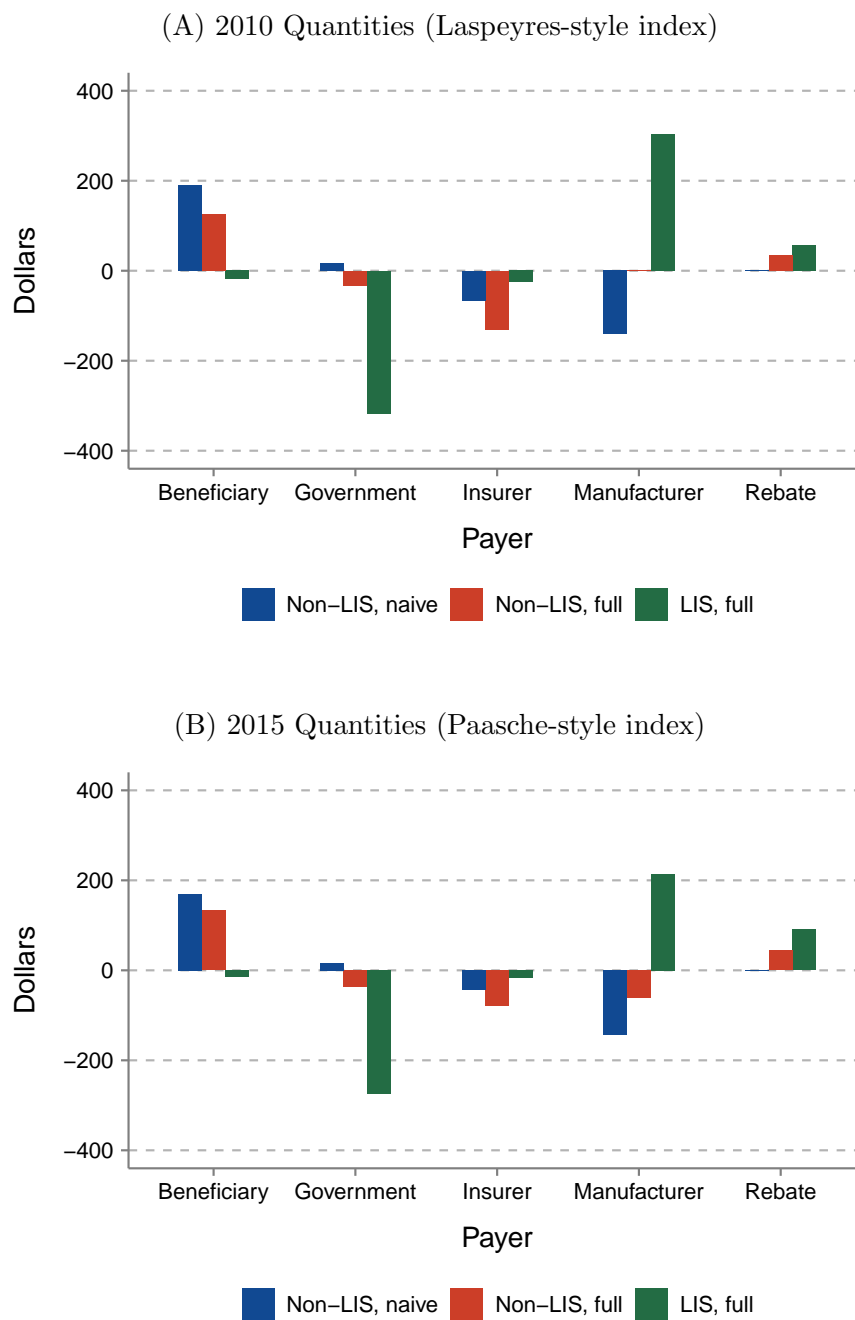 (A) 2010 Quantities (Laspeyres-style index)
400
200
0
−200
−400
Dollars
Beneficiary Government Insurer Manufacturer Rebate
Payer
Non−LIS, naive Non−LIS, full LIS, full
(B) 2015 Quantities (Paasche-style index)
400
200
0
−200
−400
Dollars
Beneficiary Government Insurer Manufacturer Rebate
Payer
Non−LIS, naive Non−LIS, full LIS, full